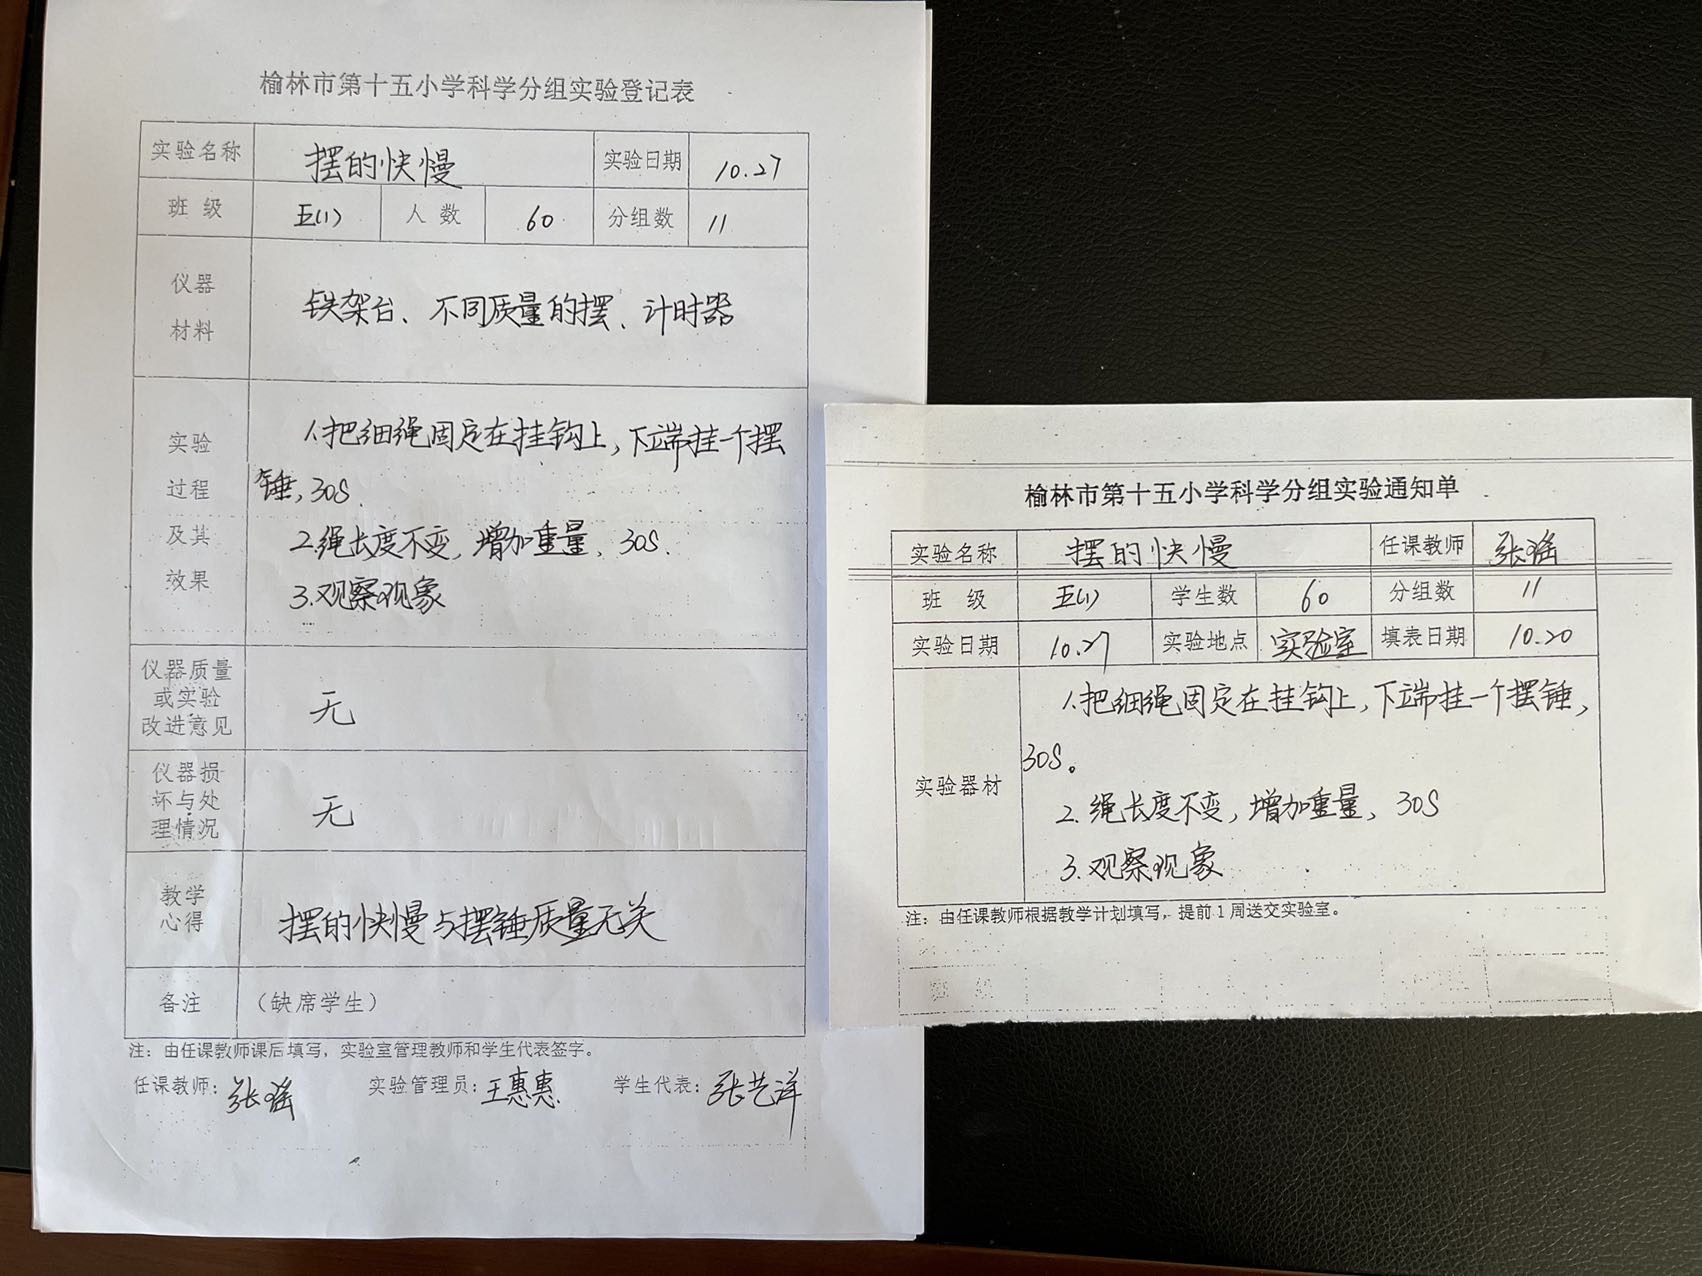 榆林市第十五小学科学分组实验登记表
实验名称 摆的快慢 实验日期 10.27
班 级 五(1) 人 数 60 分组数 11
仪器
材料
铁架台、不同质量的摆、计时器
实验
过程
及其
效果
1.把细绳固定在挂钩上,下端挂一个摆
锤,30S.
2.绳长度不变,增加重量,30S.
3.观察现象
仪器质量
或实验
改进意见
无
仪器损
坏与处
理情况
无
教学
心得
摆的快慢与摆锤质量无关
备注 (缺席学生)
注: 由任课教师课后填写, 实验室管理教师和学生代表签字。
任课教师: 张瑶 实验管理员: 王惠惠 学生代表: 张艺洋
榆林市第十五小学科学分组实验通知单
实验名称 摆的快慢 任课教师 张瑶
班 级 五(1) 学生数 60 分组数 11
实验日期 10.27 实验地点 实验室 填表日期 10.20
实验器材
1.把细绳固定在挂钩上,下端挂一个摆锤,
30S。
2.绳长度不变,增加重量,30S
3.观察现象
注: 由任课教师根据教学计划填写, 提前1周送交实验室。